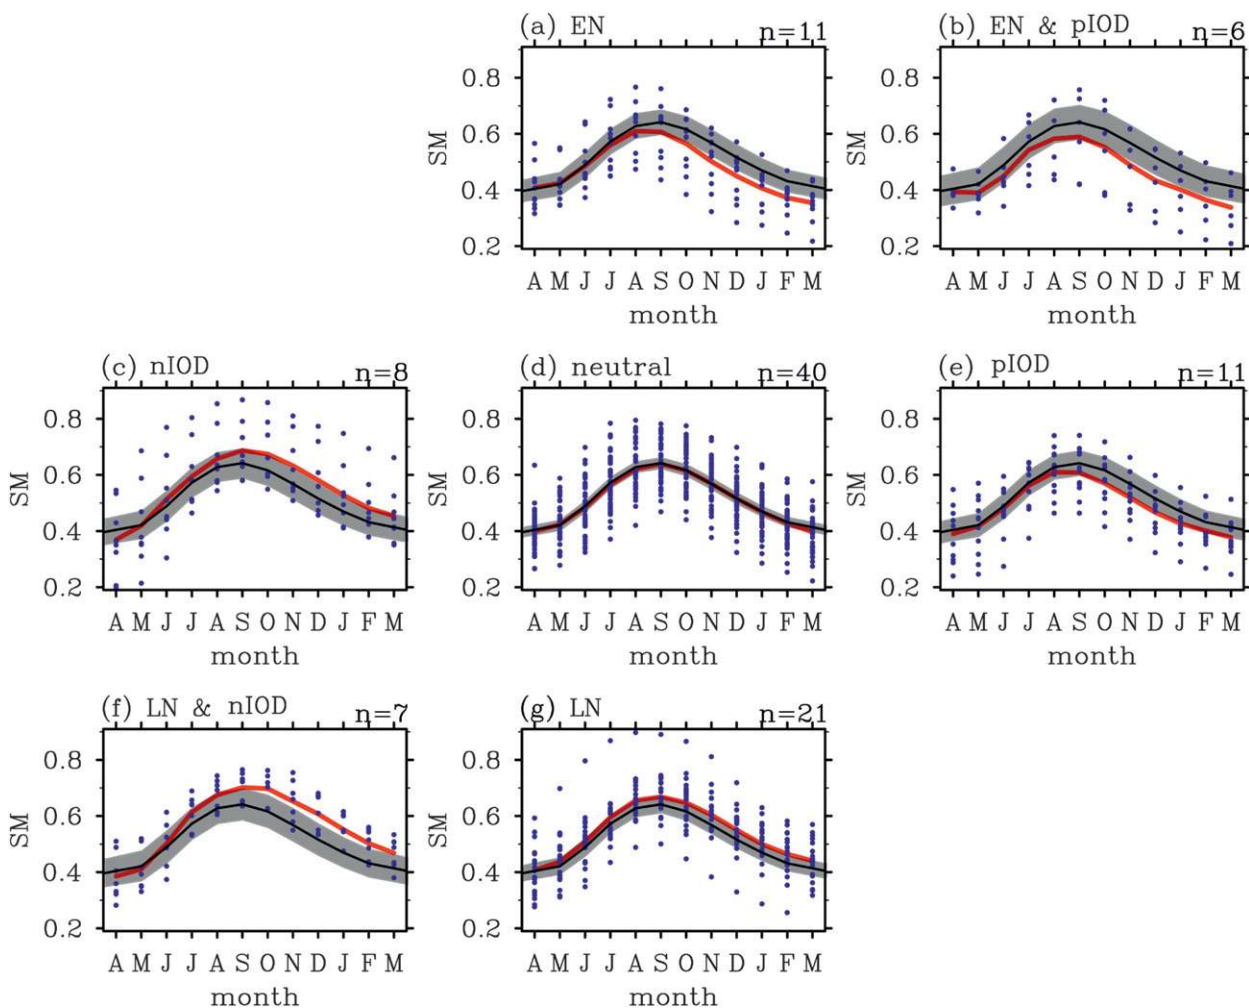 (a) EN n=11
(b) EN & pIOD n=6
SM
0.8
0.6
0.4
0.2
A M J J A S O N D J F M
month
0.8
0.6
0.4
0.2
SM
A M J J A S O N D J F M
month
(c) nIOD n=8
(d) neutral n=40
(e) pIOD n=11
SM
0.8
0.6
0.4
0.2
A M J J A S O N D J F M
month
SM
0.8
0.6
0.4
0.2
A M J J A S O N D J F M
month
SM
0.8
0.6
0.4
0.2
A M J J A S O N D J F M
month
(f) LN & nIOD n=7
(g) LN n=21
SM
0.8
0.6
0.4
0.2
A M J J A S O N D J F M
month
SM
0.8
0.6
0.4
0.2
A M J J A S O N D J F M
month